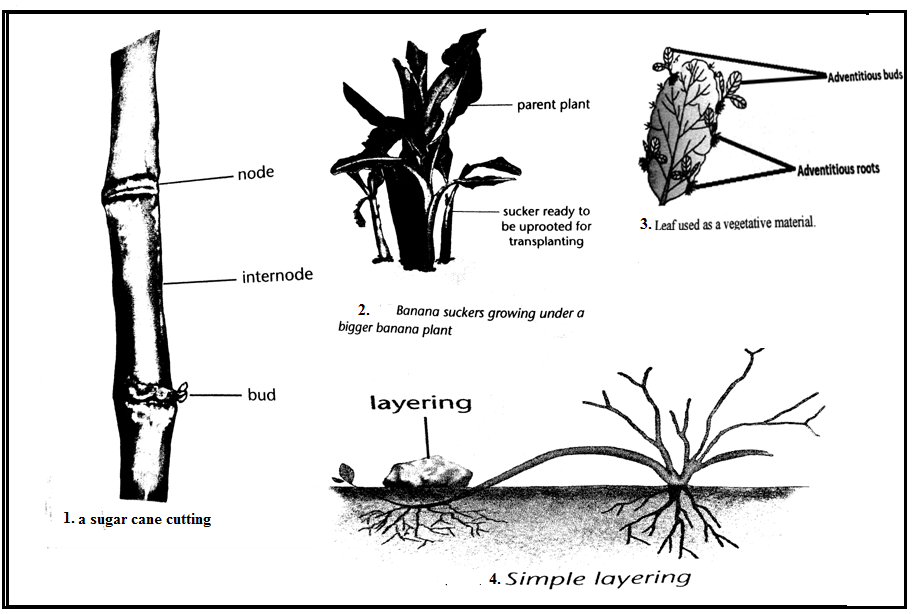 node
internode
bud
1. a sugar cane cutting
parent plant
sucker ready to
be uprooted for
transplanting
2. Banana suckers growing under a
bigger banana plant
Adventitious buds
Adventitious roots
3. Leaf used as a vegetative material.
layering
4. Simple layering